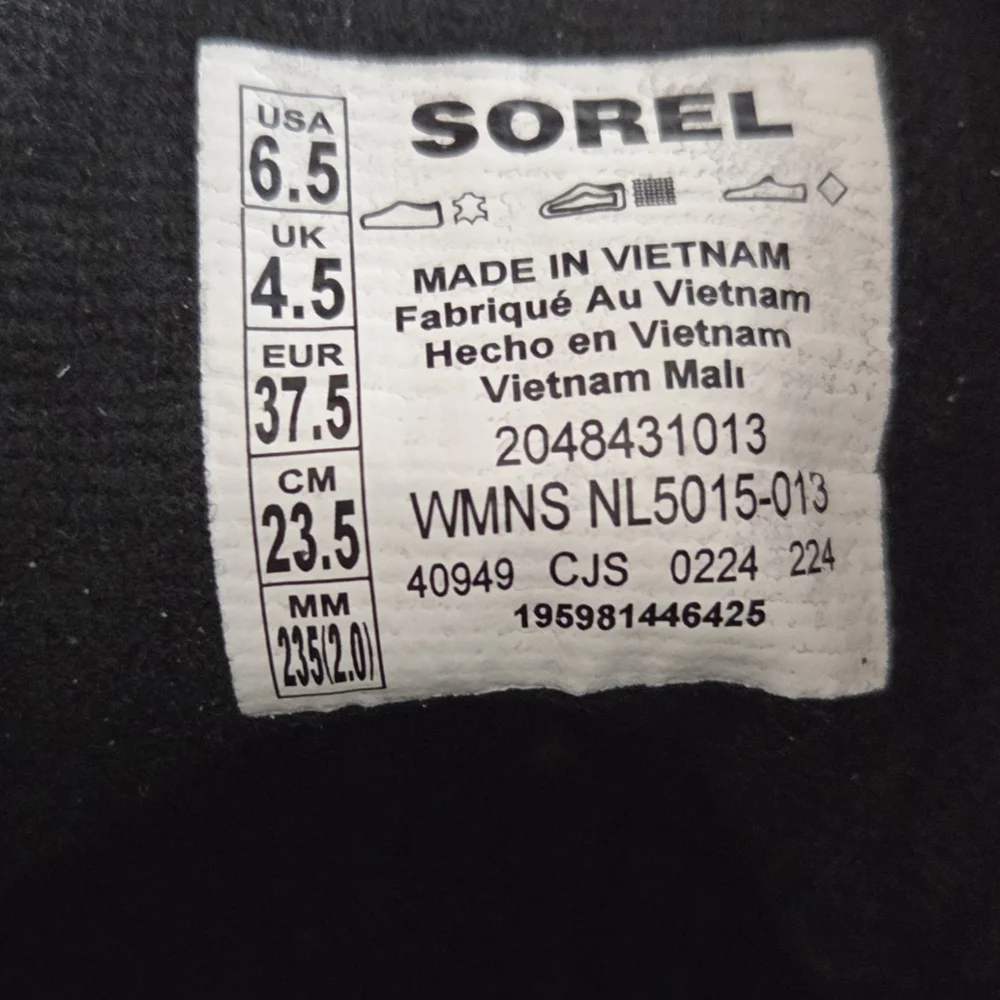 USA
6.5
UK
4.5
EUR
37.5
CM
23.5
MM
235(2.0)
SOREL
MADE IN VIETNAM
Fabriqué Au Vietnam
Hecho en Vietnam
Vietnam Malı
2048431013
WMNS NL5015-013
40949 CJS 0224 224
195981446425